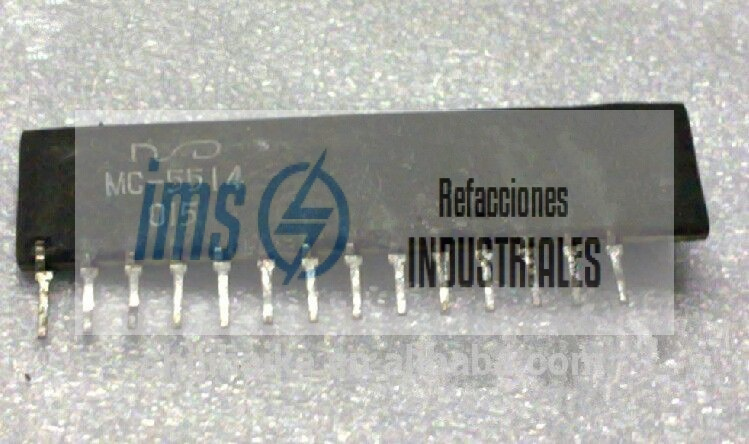 MC-5514
015
ims
Refacciones
INDUSTRIALES